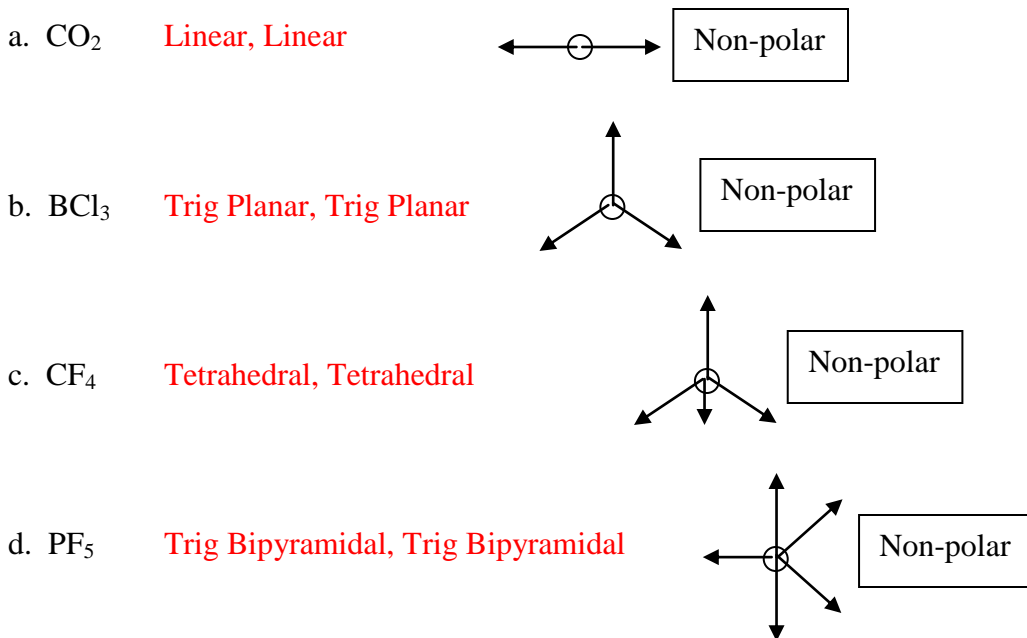 a. CO₂ Linear, Linear Non-polar
b. BCl₃ Trig Planar, Trig Planar Non-polar
c. CF₄ Tetrahedral, Tetrahedral Non-polar
d. PF₅ Trig Bipyramidal, Trig Bipyramidal Non-polar